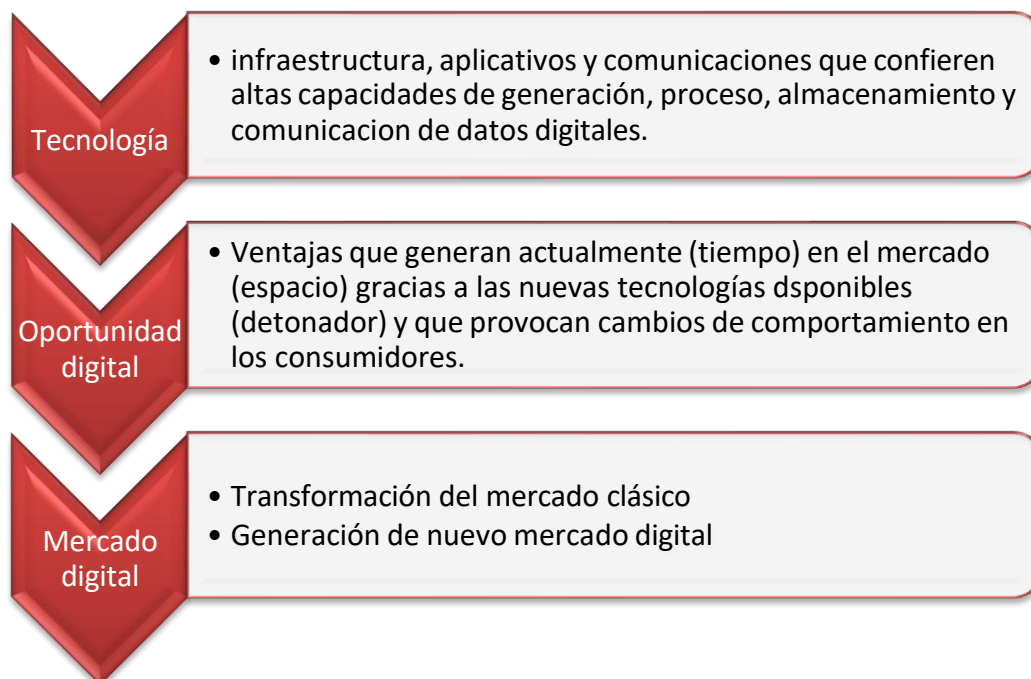 Tecnología
• infraestructura, aplicativos y comunicaciones que confieren
altas capacidades de generación, proceso, almacenamiento y
comunicacion de datos digitales.
Oportunidad
digital
• Ventajas que generan actualmente (tiempo) en el mercado
(espacio) gracias a las nuevas tecnologías dsponibles
(detonador) y que provocan cambios de comportamiento en
los consumidores.
Mercado
digital
• Transformación del mercado clásico
• Generación de nuevo mercado digital